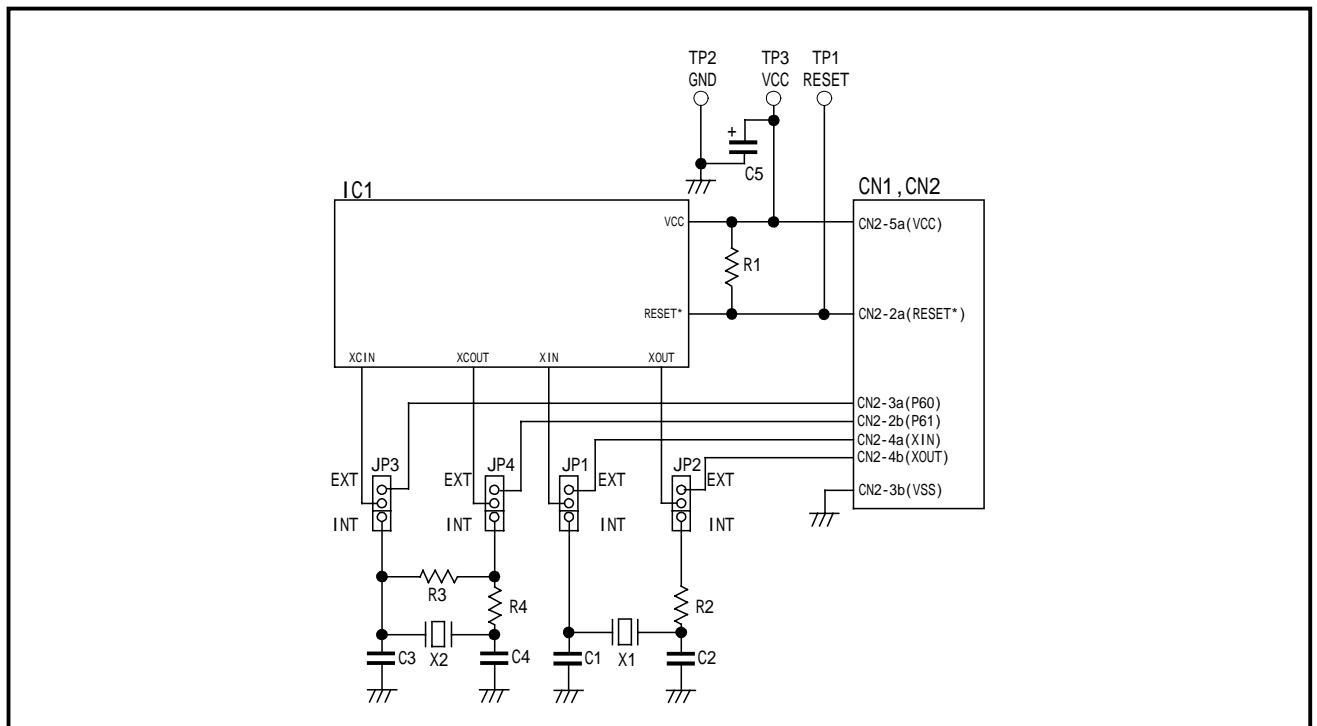 TP2 TP3 TP1
GND VCC RESET
+
C5
IC1
CN1,CN2
VCC
CN2-5a(VCC)
R1
RESET*
CN2-2a(RESET*)
XCIN XCOUT XIN XOUT
CN2-3a(P60)
CN2-2b(P61)
CN2-4a(XIN)
CN2-4b(XOUT)
JP3 JP4 JP1 JP2
EXT EXT EXT EXT
CN2-3b(VSS)
INT INT INT INT
R3
R4 R2
C3 X2 C4 C1 X1 C2